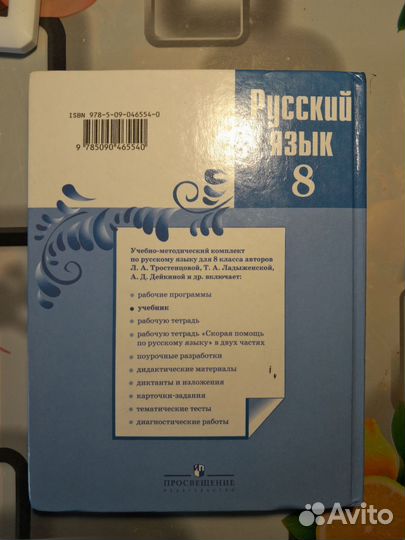 ISBN 978-5-09-046554-0
9 785090 465540
Русский
язык
8
Учебно-методический комплект
по русскому языку для 8 класса авторов
Л. А. Тростенцовой, Т. А. Ладыженской,
А. Д. Дейкиной и др. включает:
рабочие программы
учебник
рабочую тетрадь
рабочую тетрадь «Скорая помощь
по русскому языку» в двух частях
поурочные разработки
дидактические материалы
диктанты и изложения
карточки-задания
тематические тесты
диагностические работы
ПРОСВЕЩЕНИЕ
ИЗДАТЕЛЬСТВО
Avito